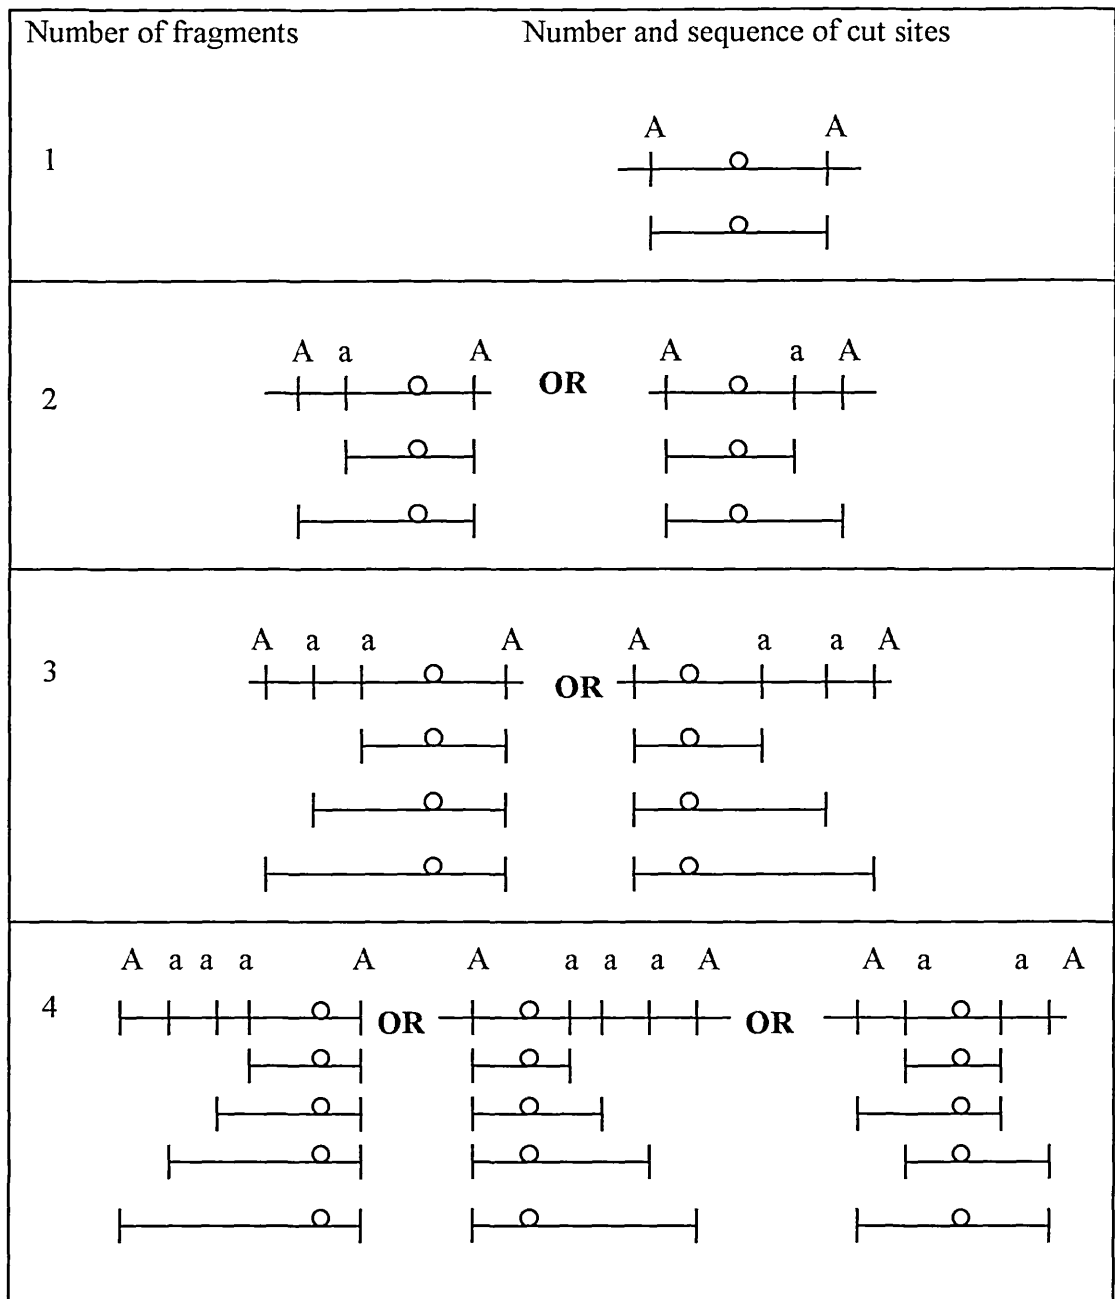 Number of fragments Number and sequence of cut sites
A A
1
A a A A a A
OR
2
A a a A A a a A
3
OR
A a a a A A a a a A A a a A
4
OR OR